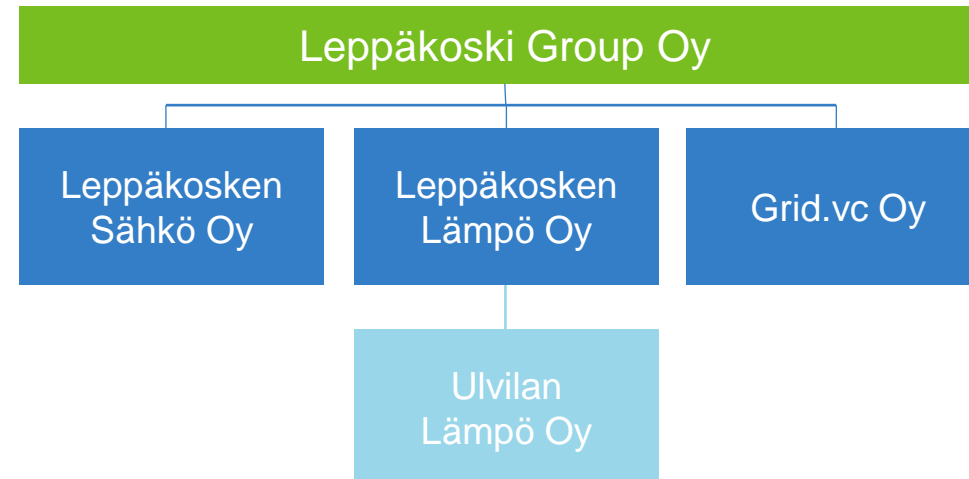 Leppäkoski Group Oy
Leppäkosken
Sähkö Oy
Leppäkosken
Lämpö Oy
Grid.vc Oy
Ulvilan
Lämpö Oy